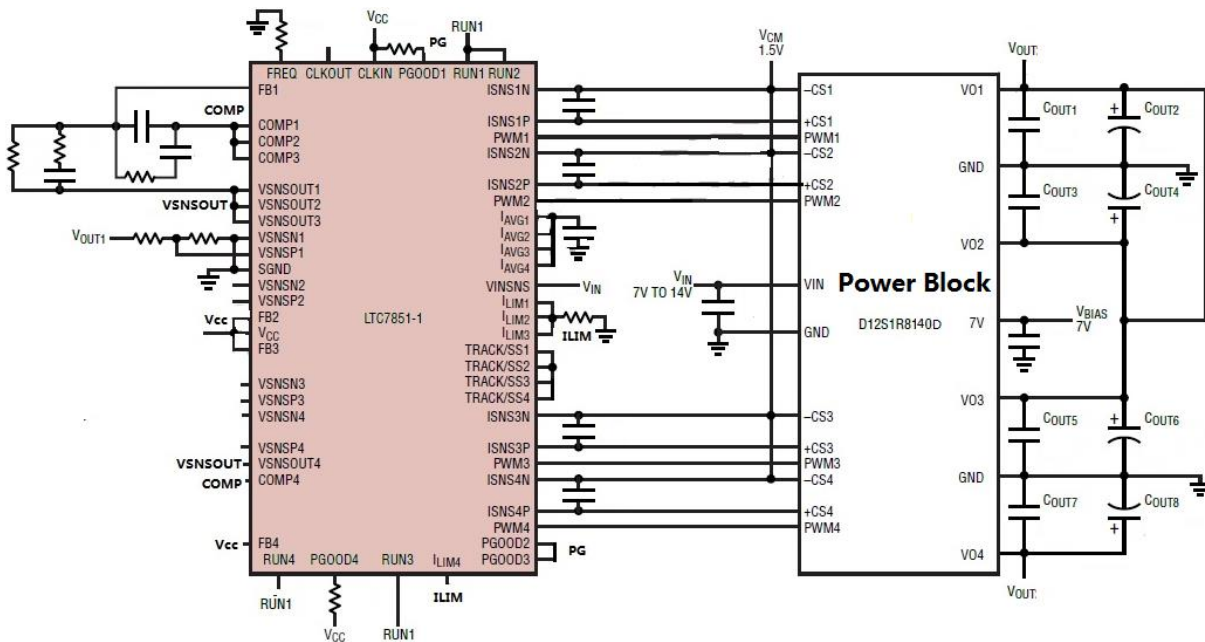 VCC
PG
RUN1
FREQ CLKOUT CLKIN PGOOD1 RUN1 RUN2
FB1
COMP
COMP1
COMP2
COMP3
VSNSOUT1
VSNSOUT
VSNSOUT2
VSNSOUT3
VOUT1
VSNSN1
VSNSP1
SGND
VSNSN2
VSNSP2
FB2
Vcc
VCC
FB3
VSNSN3
VSNSP3
VSNSN4
VSNSP4
VSNSOUT
VSNSOUT4
COMP
COMP4
Vcc
FB4
RUN4 PGOOD4 RUN3 ILIM4
RUN1
VCC
RUN1
ILIM
LTC7851-1
ISNS1N
ISNS1P
PWM1
ISNS2N
ISNS2P
PWM2
IAVG1
IAVG2
IAVG3
IAVG4
VINSNS
VIN
ILIM1
ILIM2
ILIM3
ILIM
TRACK/SS1
TRACK/SS2
TRACK/SS3
TRACK/SS4
ISNS3N
ISNS3P
PWM3
ISNS4N
ISNS4P
PWM4
PGOOD2
PGOOD3
PG
VCM
1.5V
VIN
7V TO 14V
–CS1
+CS1
PWM1
–CS2
+CS2
PWM2
VIN
GND
–CS3
+CS3
PWM3
–CS4
+CS4
PWM4
Power Block
D12S1R8140D
VO1
GND
VO2
7V
VO3
GND
VO4
VOUT:
COUT1
+
COUT2
COUT3
COUT4
+
VBIAS
7V
COUT5
+
COUT6
COUT7
COUT8
+
VOUT: